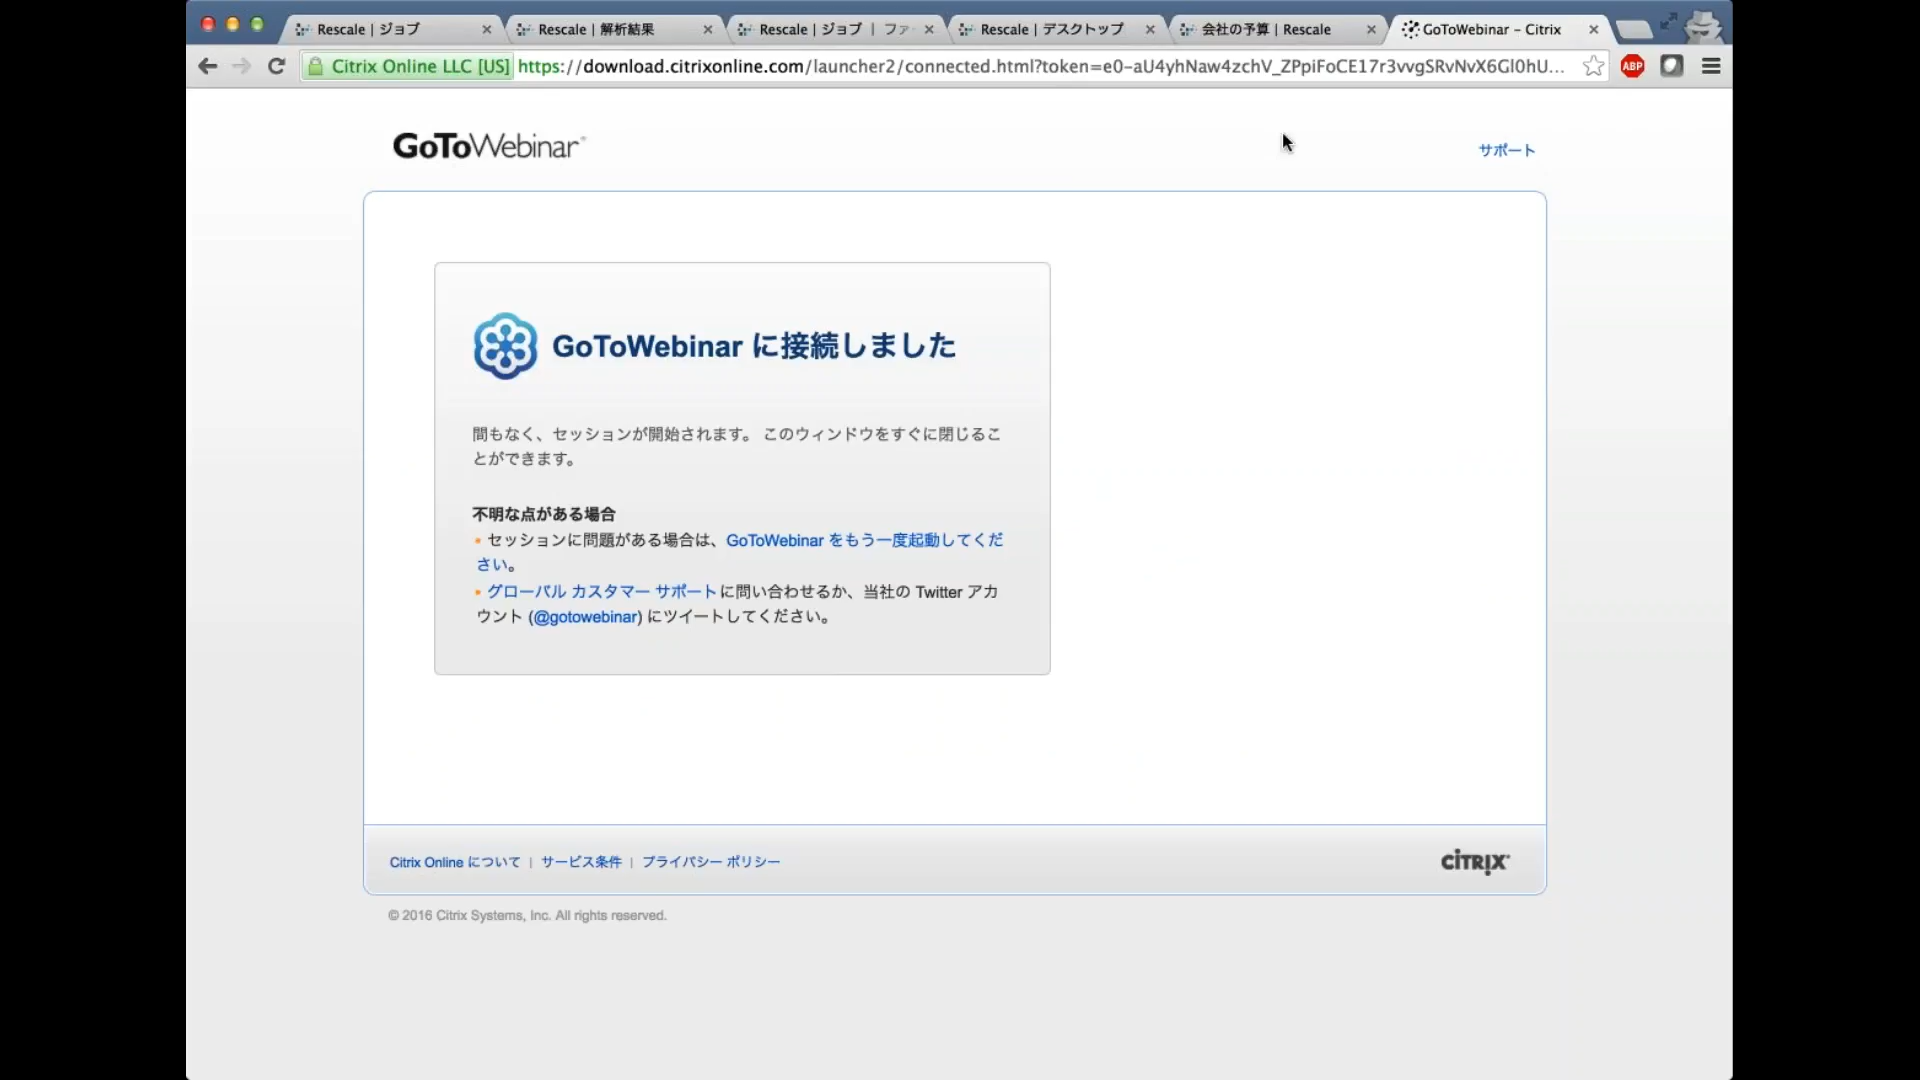 Rescale | ジョブ
Rescale | 解析結果
Rescale | ジョブ | ファ
Rescale | デスクトップ
会社の予算 | Rescale
GoToWebinar – Citrix
Citrix Online LLC [US] https://download.citrixonline.com/launcher2/connected.html?token=e0-aU4yhNaw4zchV_ZPpiFoCE17r3vvgSRvNvX6Gl0hU...
ABP
GoToWebinar
サポート
GoToWebinar に接続しました
間もなく、セッションが開始されます。 このウィンドウをすぐに閉じるこ
とができます。
不明な点がある場合
• セッションに問題がある場合は、GoToWebinar をもう一度起動してくだ
さい。
• グローバル カスタマー サポートに問い合わせるか、当社の Twitter アカ
ウント (@gotowebinar) にツイートしてください。
Citrix Online について | サービス条件 | プライバシー ポリシー
CITRIX
© 2016 Citrix Systems, Inc. All rights reserved.